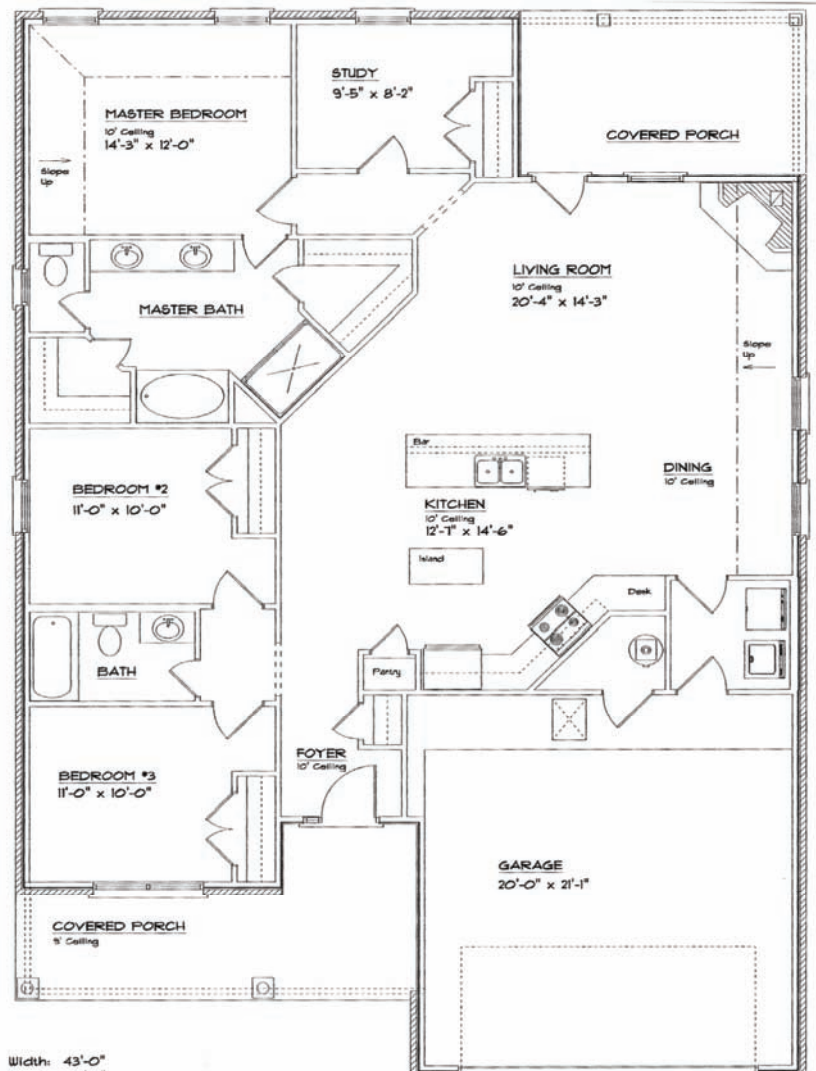 STUDY
9'-5" x 8'-2"
MASTER BEDROOM
10' Ceiling
14'-3" x 12'-0"
COVERED PORCH
Slope
Up
LIVING ROOM
10' Ceiling
20'-4" x 14'-3"
MASTER BATH
Slope
Up
Bar
DINING
10' Ceiling
BEDROOM #2
11'-0" x 10'-0"
KITCHEN
10' Ceiling
12'-7" x 14'-6"
Island
Desk
BATH
Pantry
FOYER
10' Ceiling
BEDROOM #3
11'-0" x 10'-0"
GARAGE
20'-0" x 21'-1"
COVERED PORCH
9' Ceiling
Width: 43'-0"